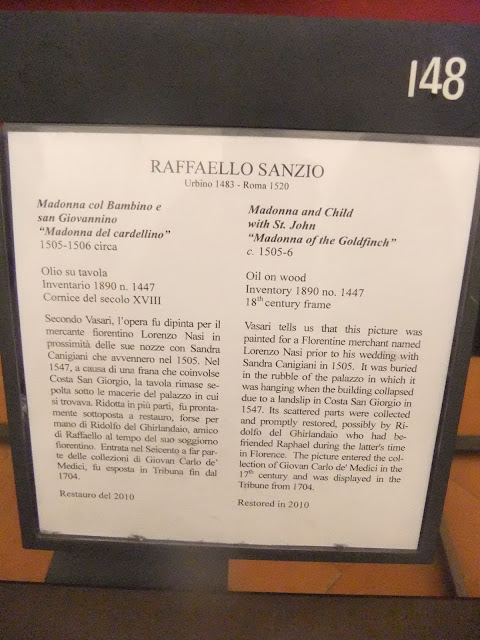 148
RAFFAELLO SANZIO
Urbino 1483 - Roma 1520
Madonna col Bambino e
san Giovannino
“Madonna del cardellino”
1505-1506 circa
Olio su tavola
Inventario 1890 n. 1447
Cornice del secolo XVIII
Secondo Vasari, l’opera fu dipinta per il
mercante fiorentino Lorenzo Nasi in
prossimità delle sue nozze con Sandra
Canigiani che avvennero nel 1505. Nel
1547, a causa di una frana che coinvolse
Costa San Giorgio, la tavola rimase se-
polta sotto le macerie del palazzo in cui
si trovava. Ridotta in più parti, fu pronta-
mente sottoposta a restauro, forse per
mano di Ridolfo del Ghirlandaio, amico
di Raffaello al tempo del suo soggiorno
fiorentino. Entrata nel Seicento a far par-
te delle collezioni di Giovan Carlo de’
Medici, fu esposta in Tribuna fin dal
1704.
Restauro del 2010
Madonna and Child
with St. John
“Madonna of the Goldfinch”
c. 1505-6
Oil on wood
Inventory 1890 no. 1447
18th century frame
Vasari tells us that this picture was
painted for a Florentine merchant named
Lorenzo Nasi prior to his wedding with
Sandra Canigiani in 1505. It was buried
in the rubble of the palazzo in which it
was hanging when the building collapsed
due to a landslip in Costa San Giorgio in
1547. Its scattered parts were collected
and promptly restored, possibly by Ri-
dolfo del Ghirlandaio who had be-
friended Raphael during the latter's time
in Florence. The picture entered the col-
lection of Giovan Carlo de' Medici in the
17th century and was displayed in the
Tribune from 1704.
Restored in 2010